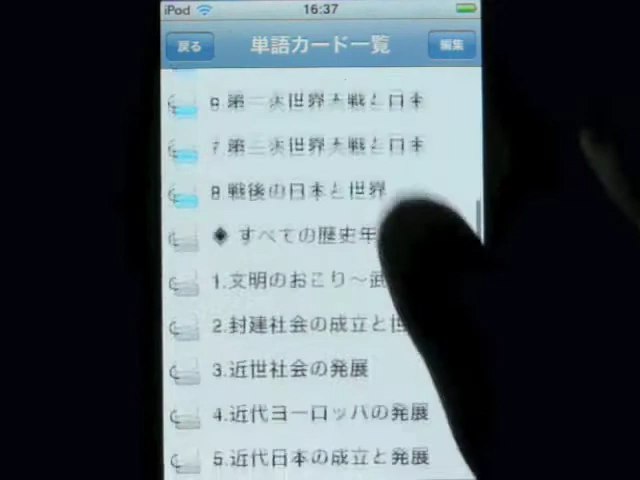 iPod 16:37
戻る 単語カード一覧 編集
6.第一次世界大戦と日本
7.第二次世界大戦と日本
8.戦後の日本と世界
◆ すべての歴史年
1.文明のおこり～武
2.封建社会の成立と世
3.近世社会の発展
4.近代ヨーロッパの発展
5.近代日本の成立と発展